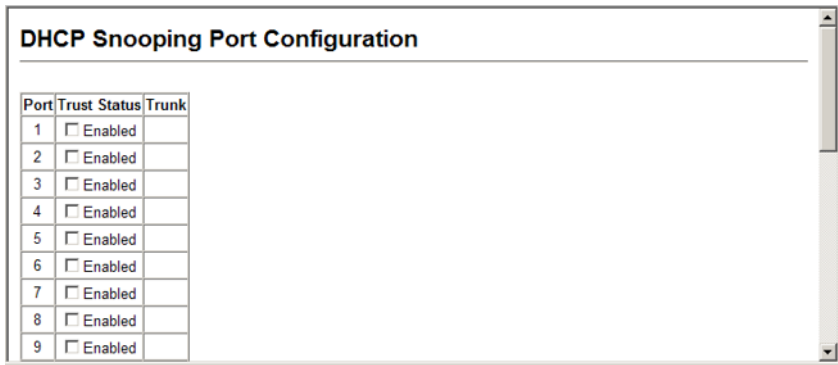 DHCP Snooping Port Configuration
Port Trust Status Trunk
1 Enabled
2 Enabled
3 Enabled
4 Enabled
5 Enabled
6 Enabled
7 Enabled
8 Enabled
9 Enabled